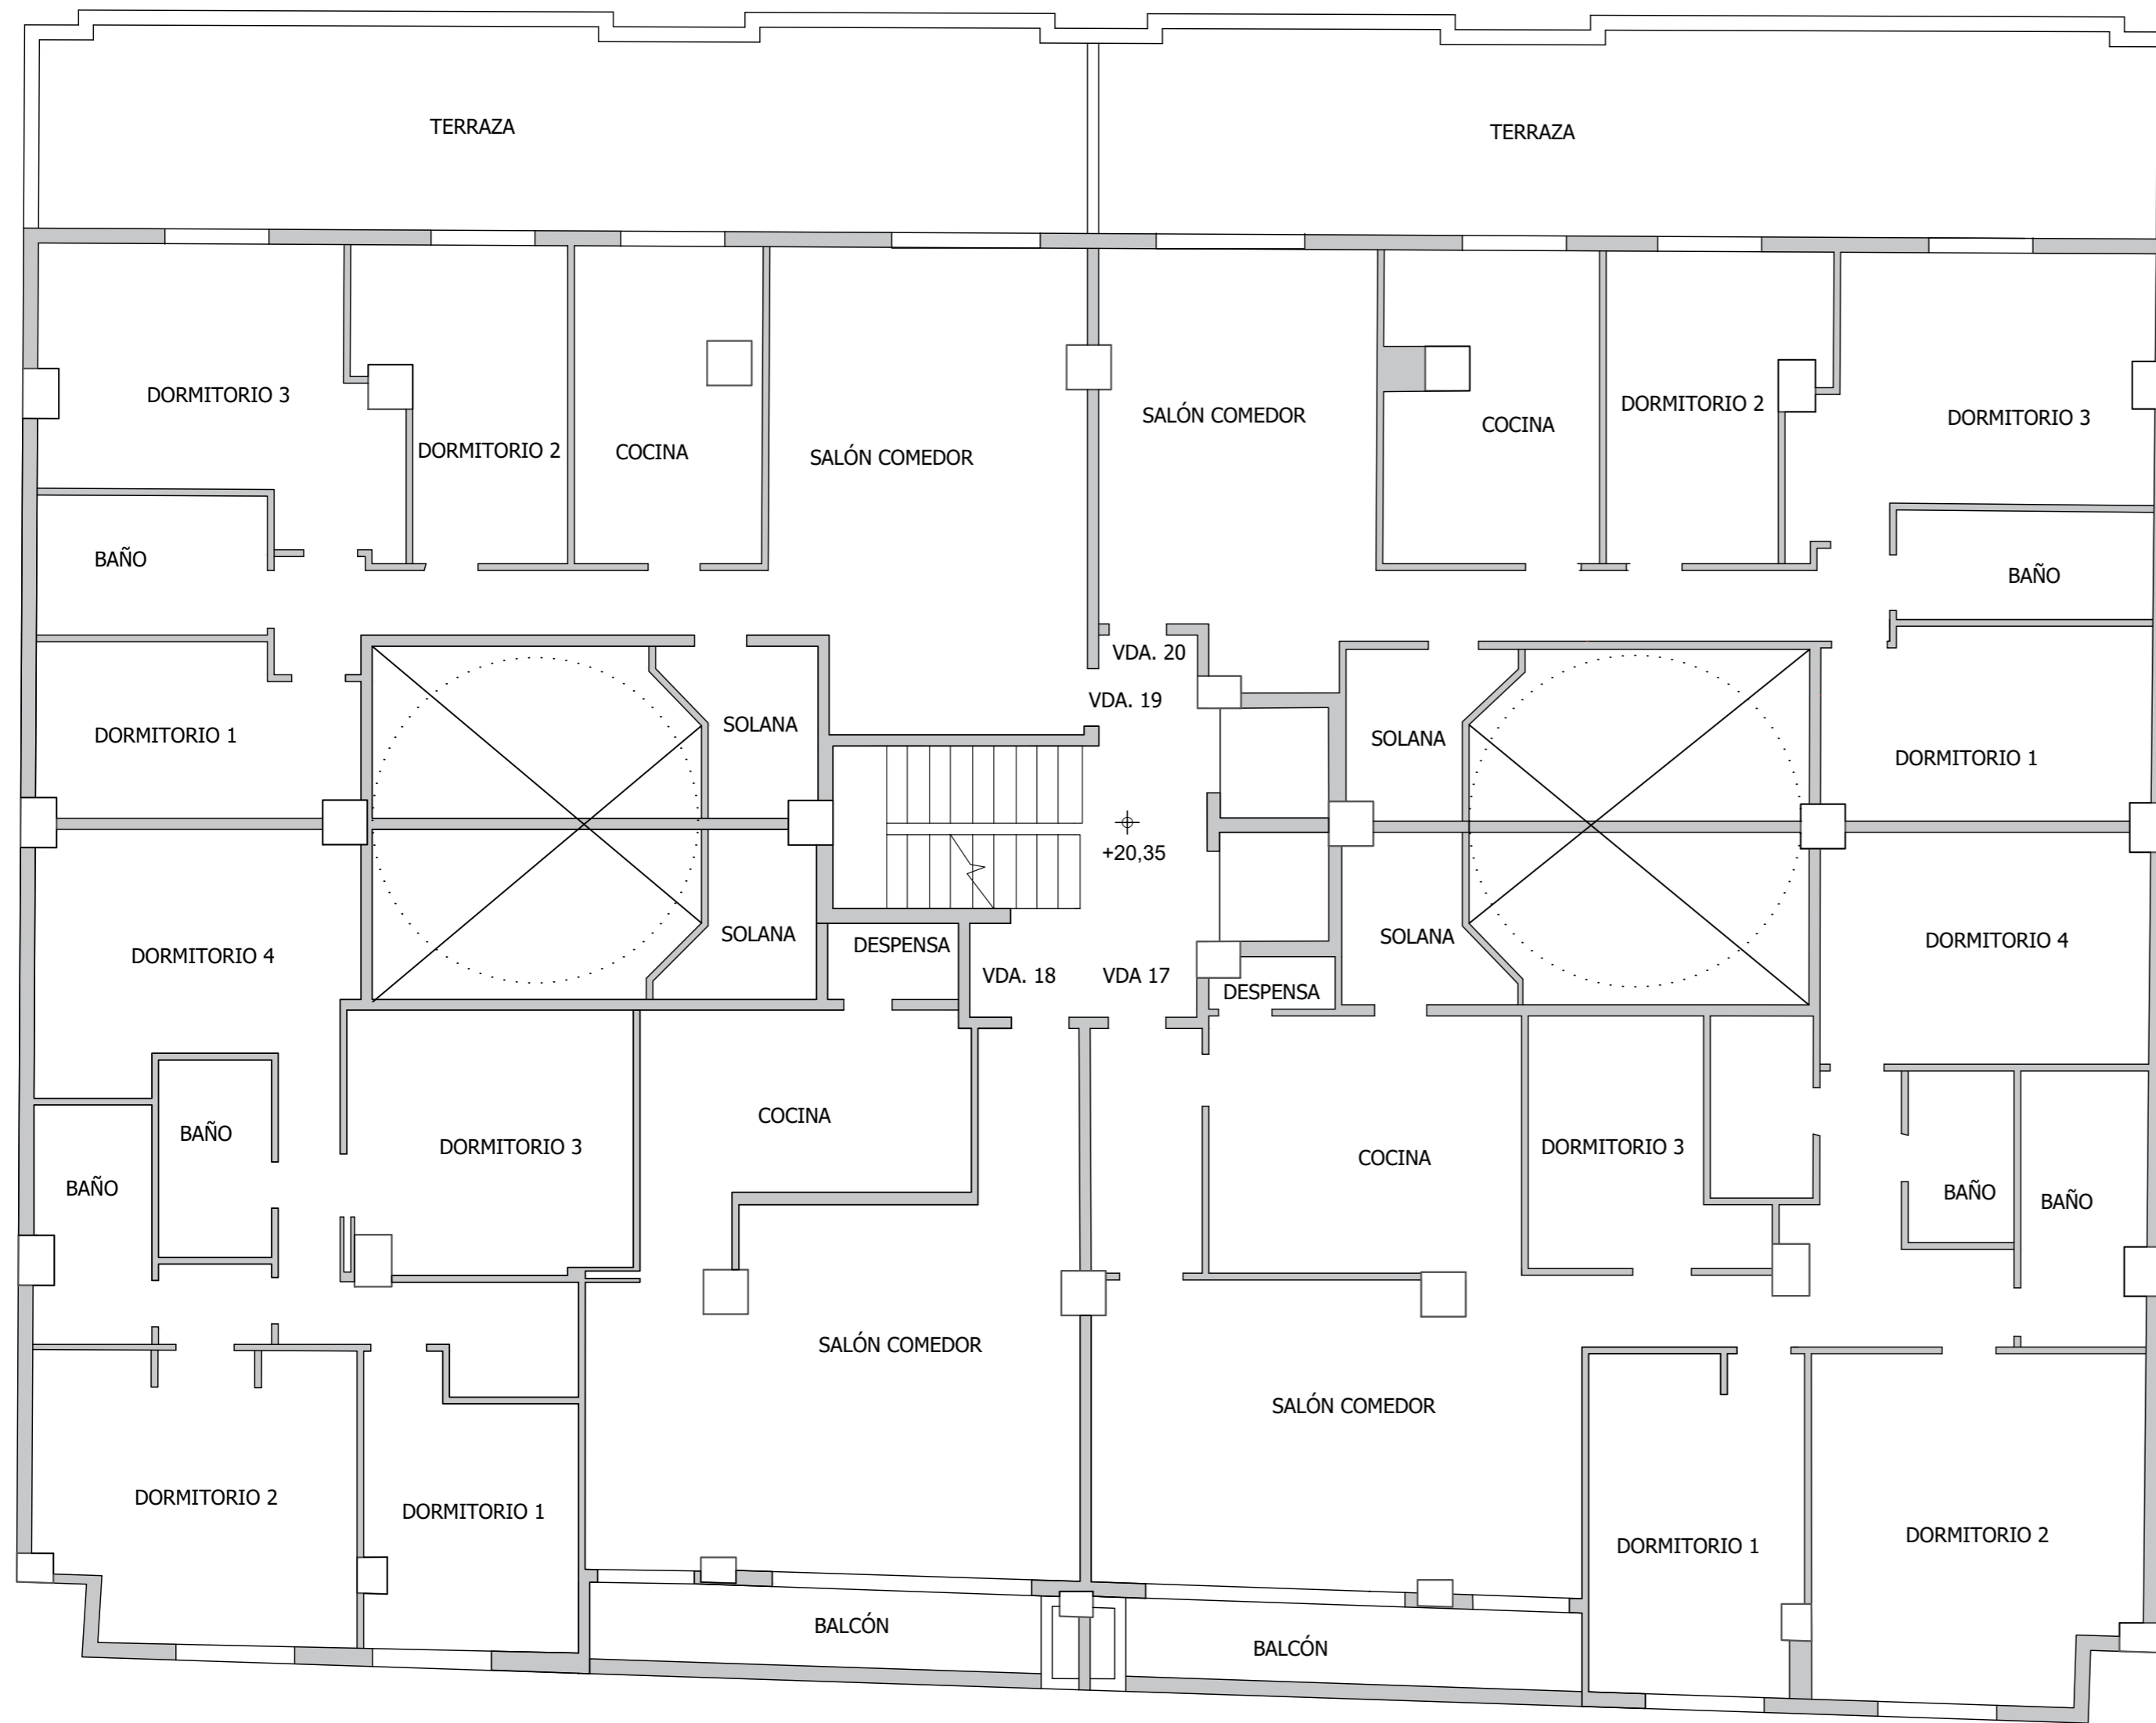 TERRAZA
TERRAZA
DORMITORIO 3
DORMITORIO 2
COCINA
SALÓN COMEDOR
SALÓN COMEDOR
COCINA
DORMITORIO 2
DORMITORIO 3
BAÑO
BAÑO
VDA. 20
VDA. 19
DORMITORIO 1
SOLANA
SOLANA
DORMITORIO 1
+20,35
DORMITORIO 4
SOLANA
DESPENSA
VDA. 18
VDA 17
DESPENSA
SOLANA
DORMITORIO 4
BAÑO
BAÑO
DORMITORIO 3
COCINA
COCINA
DORMITORIO 3
BAÑO
BAÑO
SALÓN COMEDOR
SALÓN COMEDOR
DORMITORIO 2
DORMITORIO 1
DORMITORIO 1
DORMITORIO 2
BALCÓN
BALCÓN